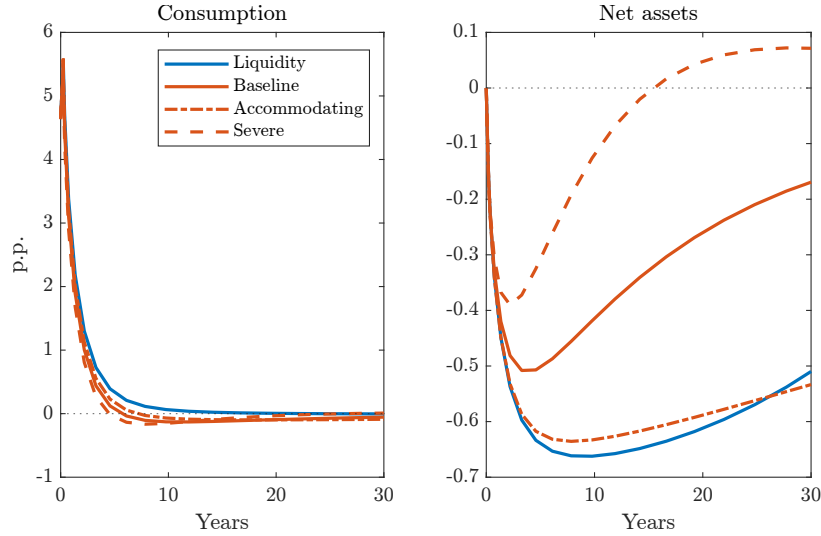 Consumption
6
5
4
3
2
1
0
-1
p.p.
0
10
20
30
Years
Liquidity
Baseline
Accommodating
Severe
Net assets
0.1
0
-0.1
-0.2
-0.3
-0.4
-0.5
-0.6
-0.7
0
10
20
30
Years